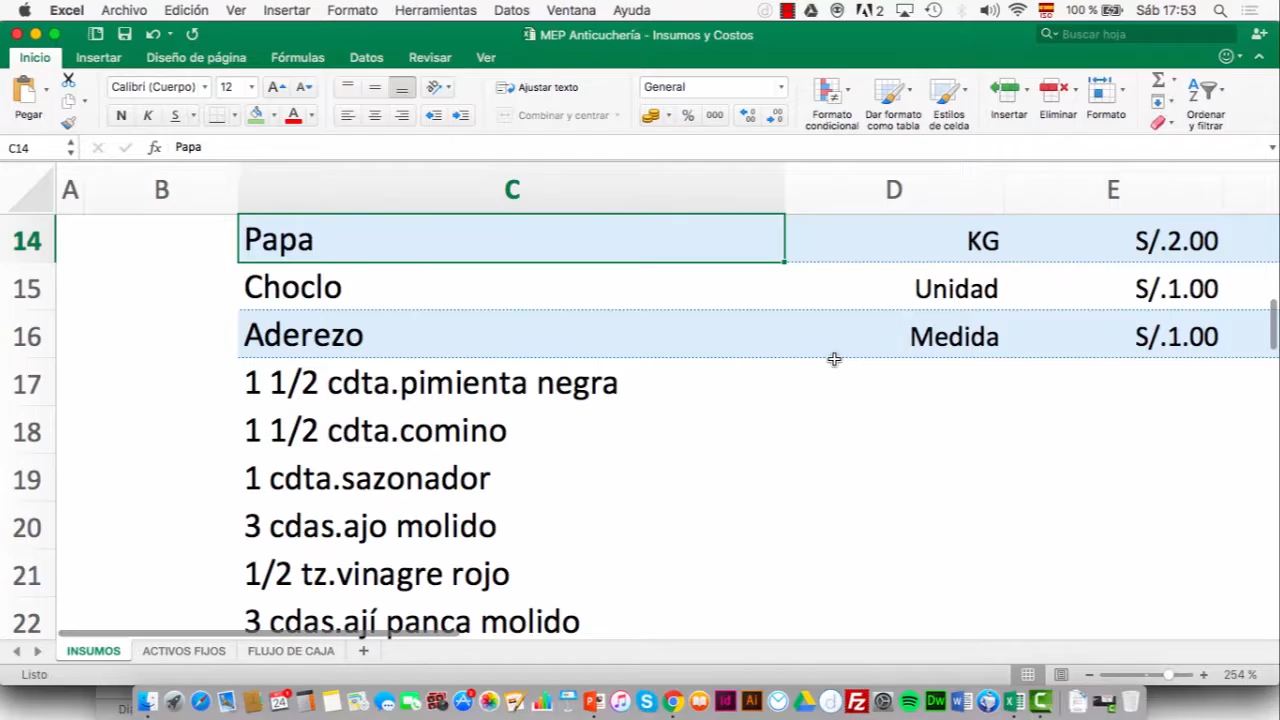 Excel Archivo Edición Ver Insertar Formato Herramientas Datos Ventana Ayuda 2 ISO 100 % Sáb 17:53
MEP Anticuchería - Insumos y Costos Buscar hoja
Inicio Insertar Diseño de página Fórmulas Datos Revisar Ver
Pegar Calibri (Cuerpo) 12 A A Ajustar texto General Formato condicional Dar formato como tabla Estilos de celda Insertar Eliminar Formato Ordenar y filtrar
N K S A Combinar y centrar % 000
C14 fx Papa
A B C D E
14 Papa KG S/.2.00
15 Choclo Unidad S/.1.00
16 Aderezo Medida S/.1.00
17 1 1/2 cdta.pimienta negra
18 1 1/2 cdta.comino
19 1 cdta.sazonador
20 3 cdas.ajo molido
21 1/2 tz.vinagre rojo
22 3 cdas.ají panca molido
INSUMOS ACTIVOS FIJOS FLUJO DE CAJA +
Listo 254 %